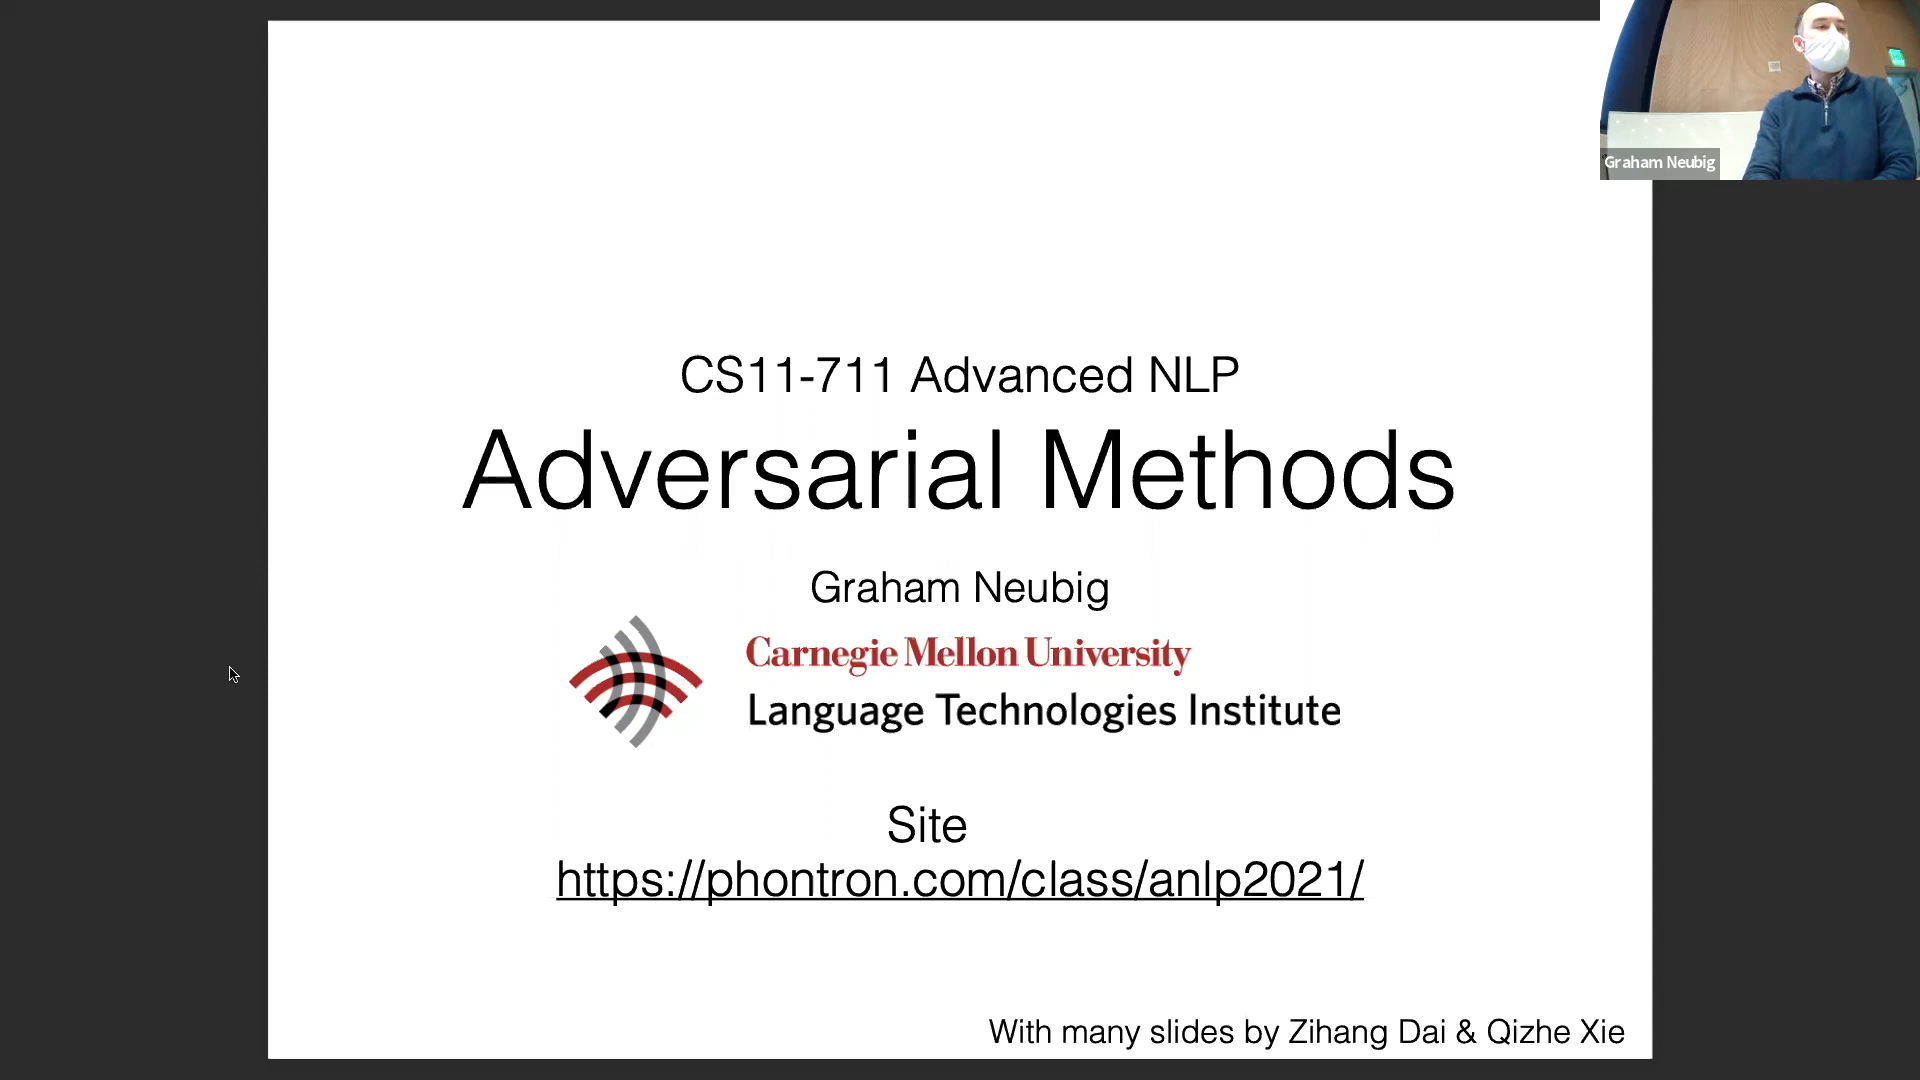 CS11-711 Advanced NLP
Adversarial Methods
Graham Neubig
Carnegie Mellon University
Language Technologies Institute
Site
https://phontron.com/class/anlp2021/
With many slides by Zihang Dai & Qizhe Xie
Graham Neubig